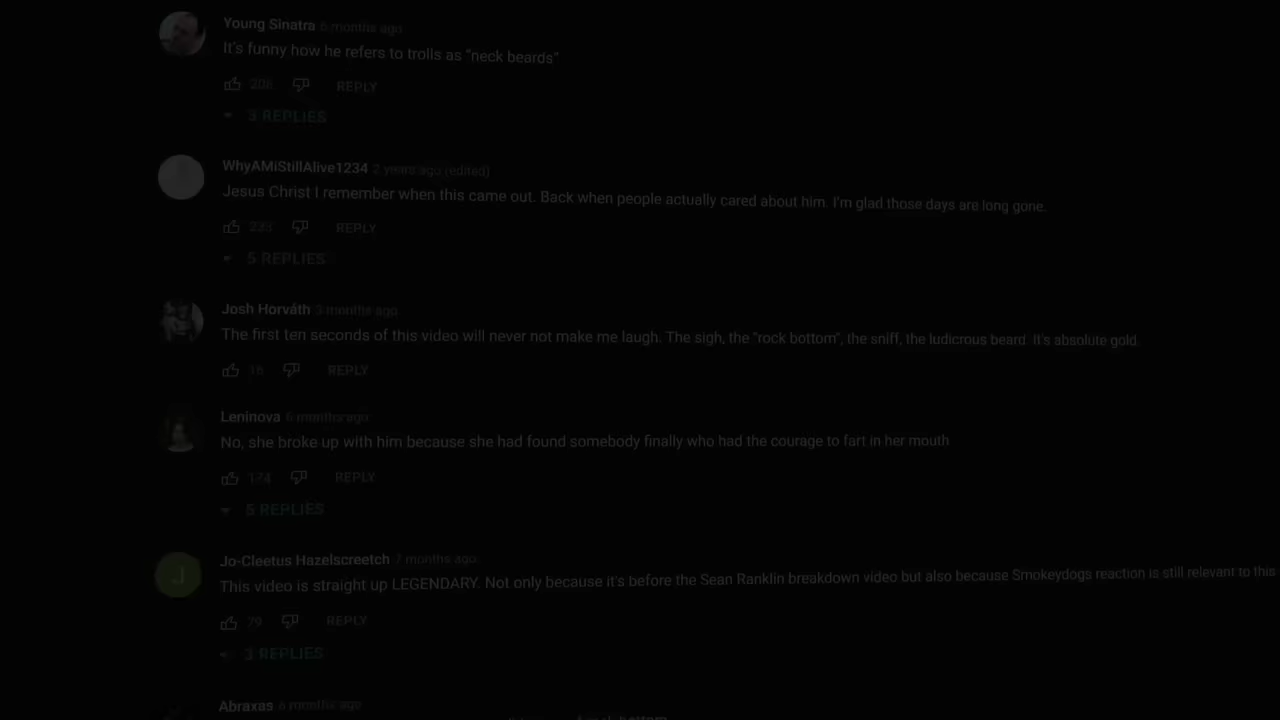 Young Sinatra 6 months ago
It's funny how he refers to trolls as "neck beards"
206 REPLY
3 REPLIES
WhyAMiStillAlive1234 2 years ago (edited)
Jesus Christ I remember when this came out. Back when people actually cared about him. I'm glad those days are long gone.
REPLY
5 REPLIES
Josh Horváth 3 months ago
The first ten seconds of this video will never not make me laugh. The sigh, the "rock bottom", the sniff, the ludicrous beard. It's absolute gold.
16 REPLY
Leninova 6 months ago
No, she broke up with him because she had found somebody finally who had the courage to fart in her mouth
174 REPLY
5 REPLIES
J
Jo-Cleetus Hazelscreetch 7 months ago
This video is straight up LEGENDARY. Not only because it's before the Sean Ranklin breakdown video but also because Smokeydogs reaction is still relevant to this
79 REPLY
3 REPLIES
Abraxas 6 months ago